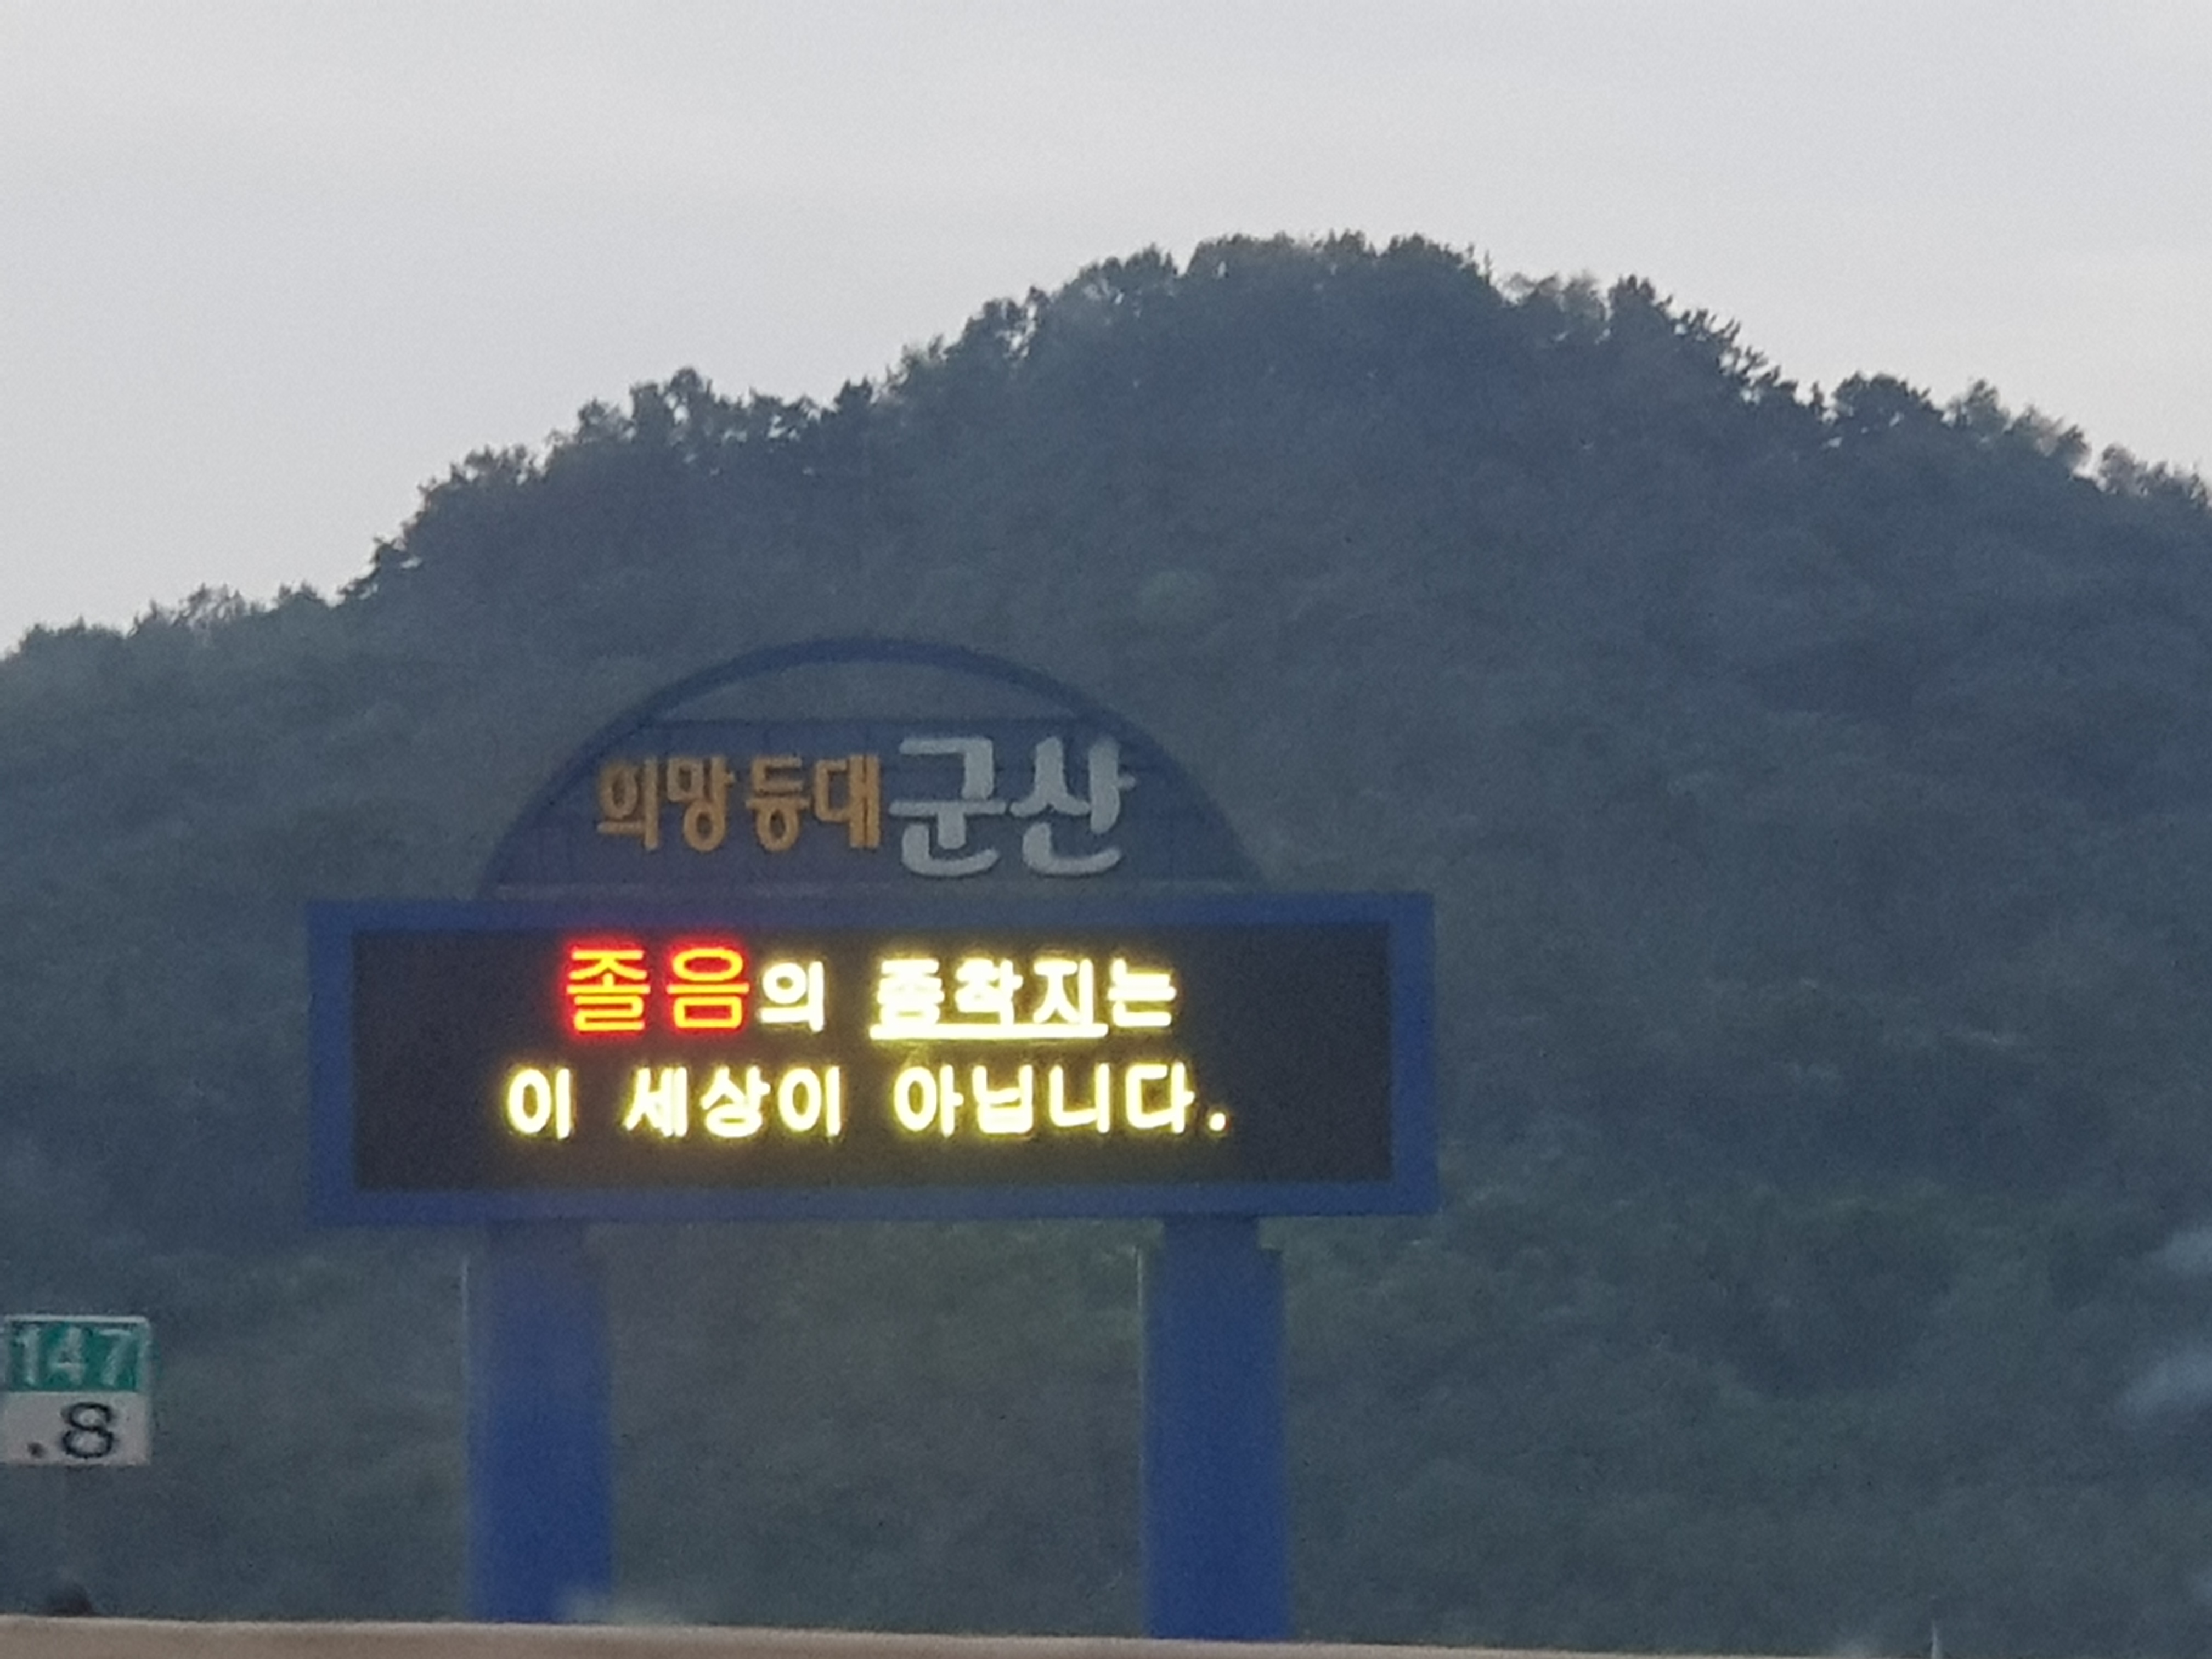 희망등대군산
졸음의 종착지는
이 세상이 아닙니다.
147
.8